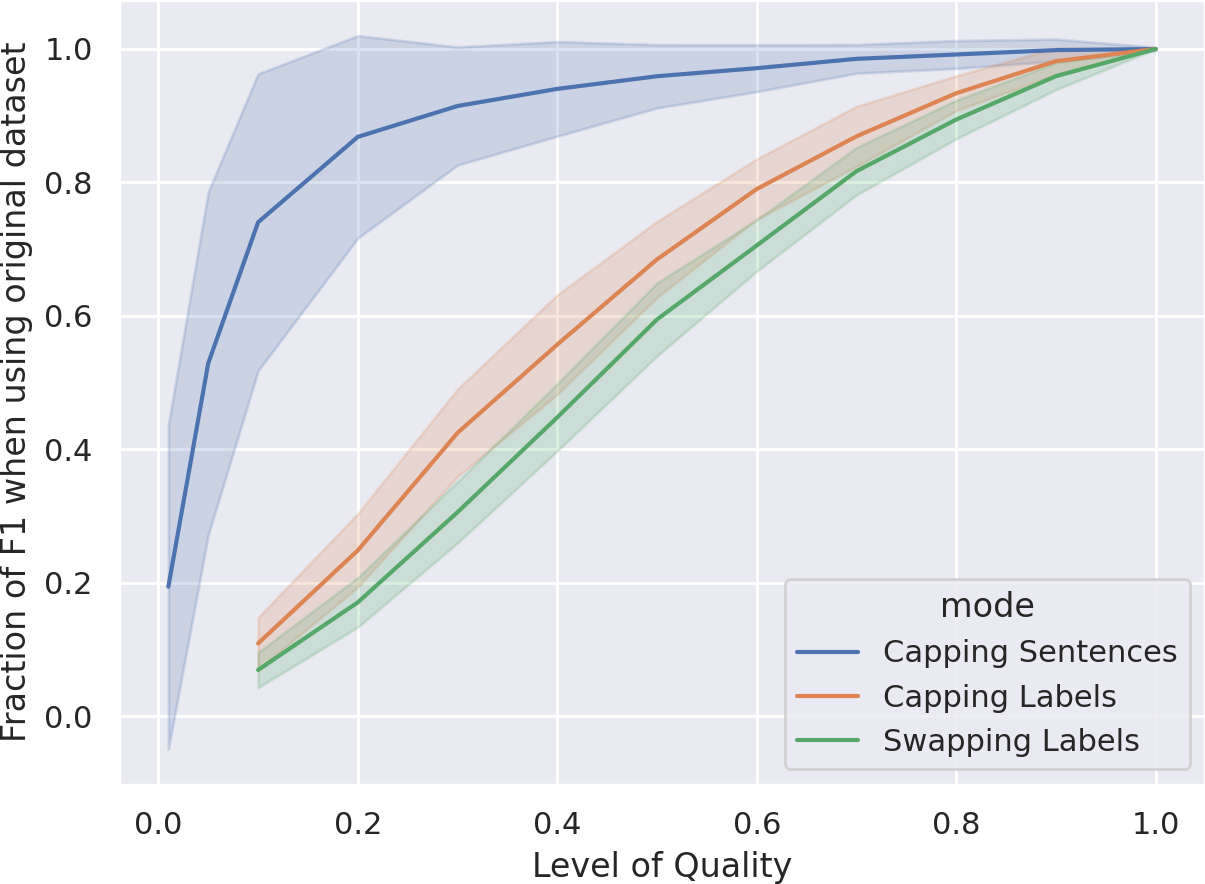 Fraction of F1 when using original dataset
1.0
0.8
0.6
0.4
0.2
0.0
mode
Capping Sentences
Capping Labels
Swapping Labels
0.0 0.2 0.4 0.6 0.8 1.0
Level of Quality